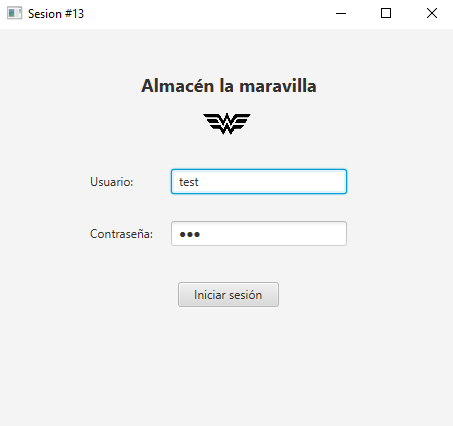 Sesion #13
Almacén la maravilla
Usuario:
test
Contraseña:
●●●
Iniciar sesión